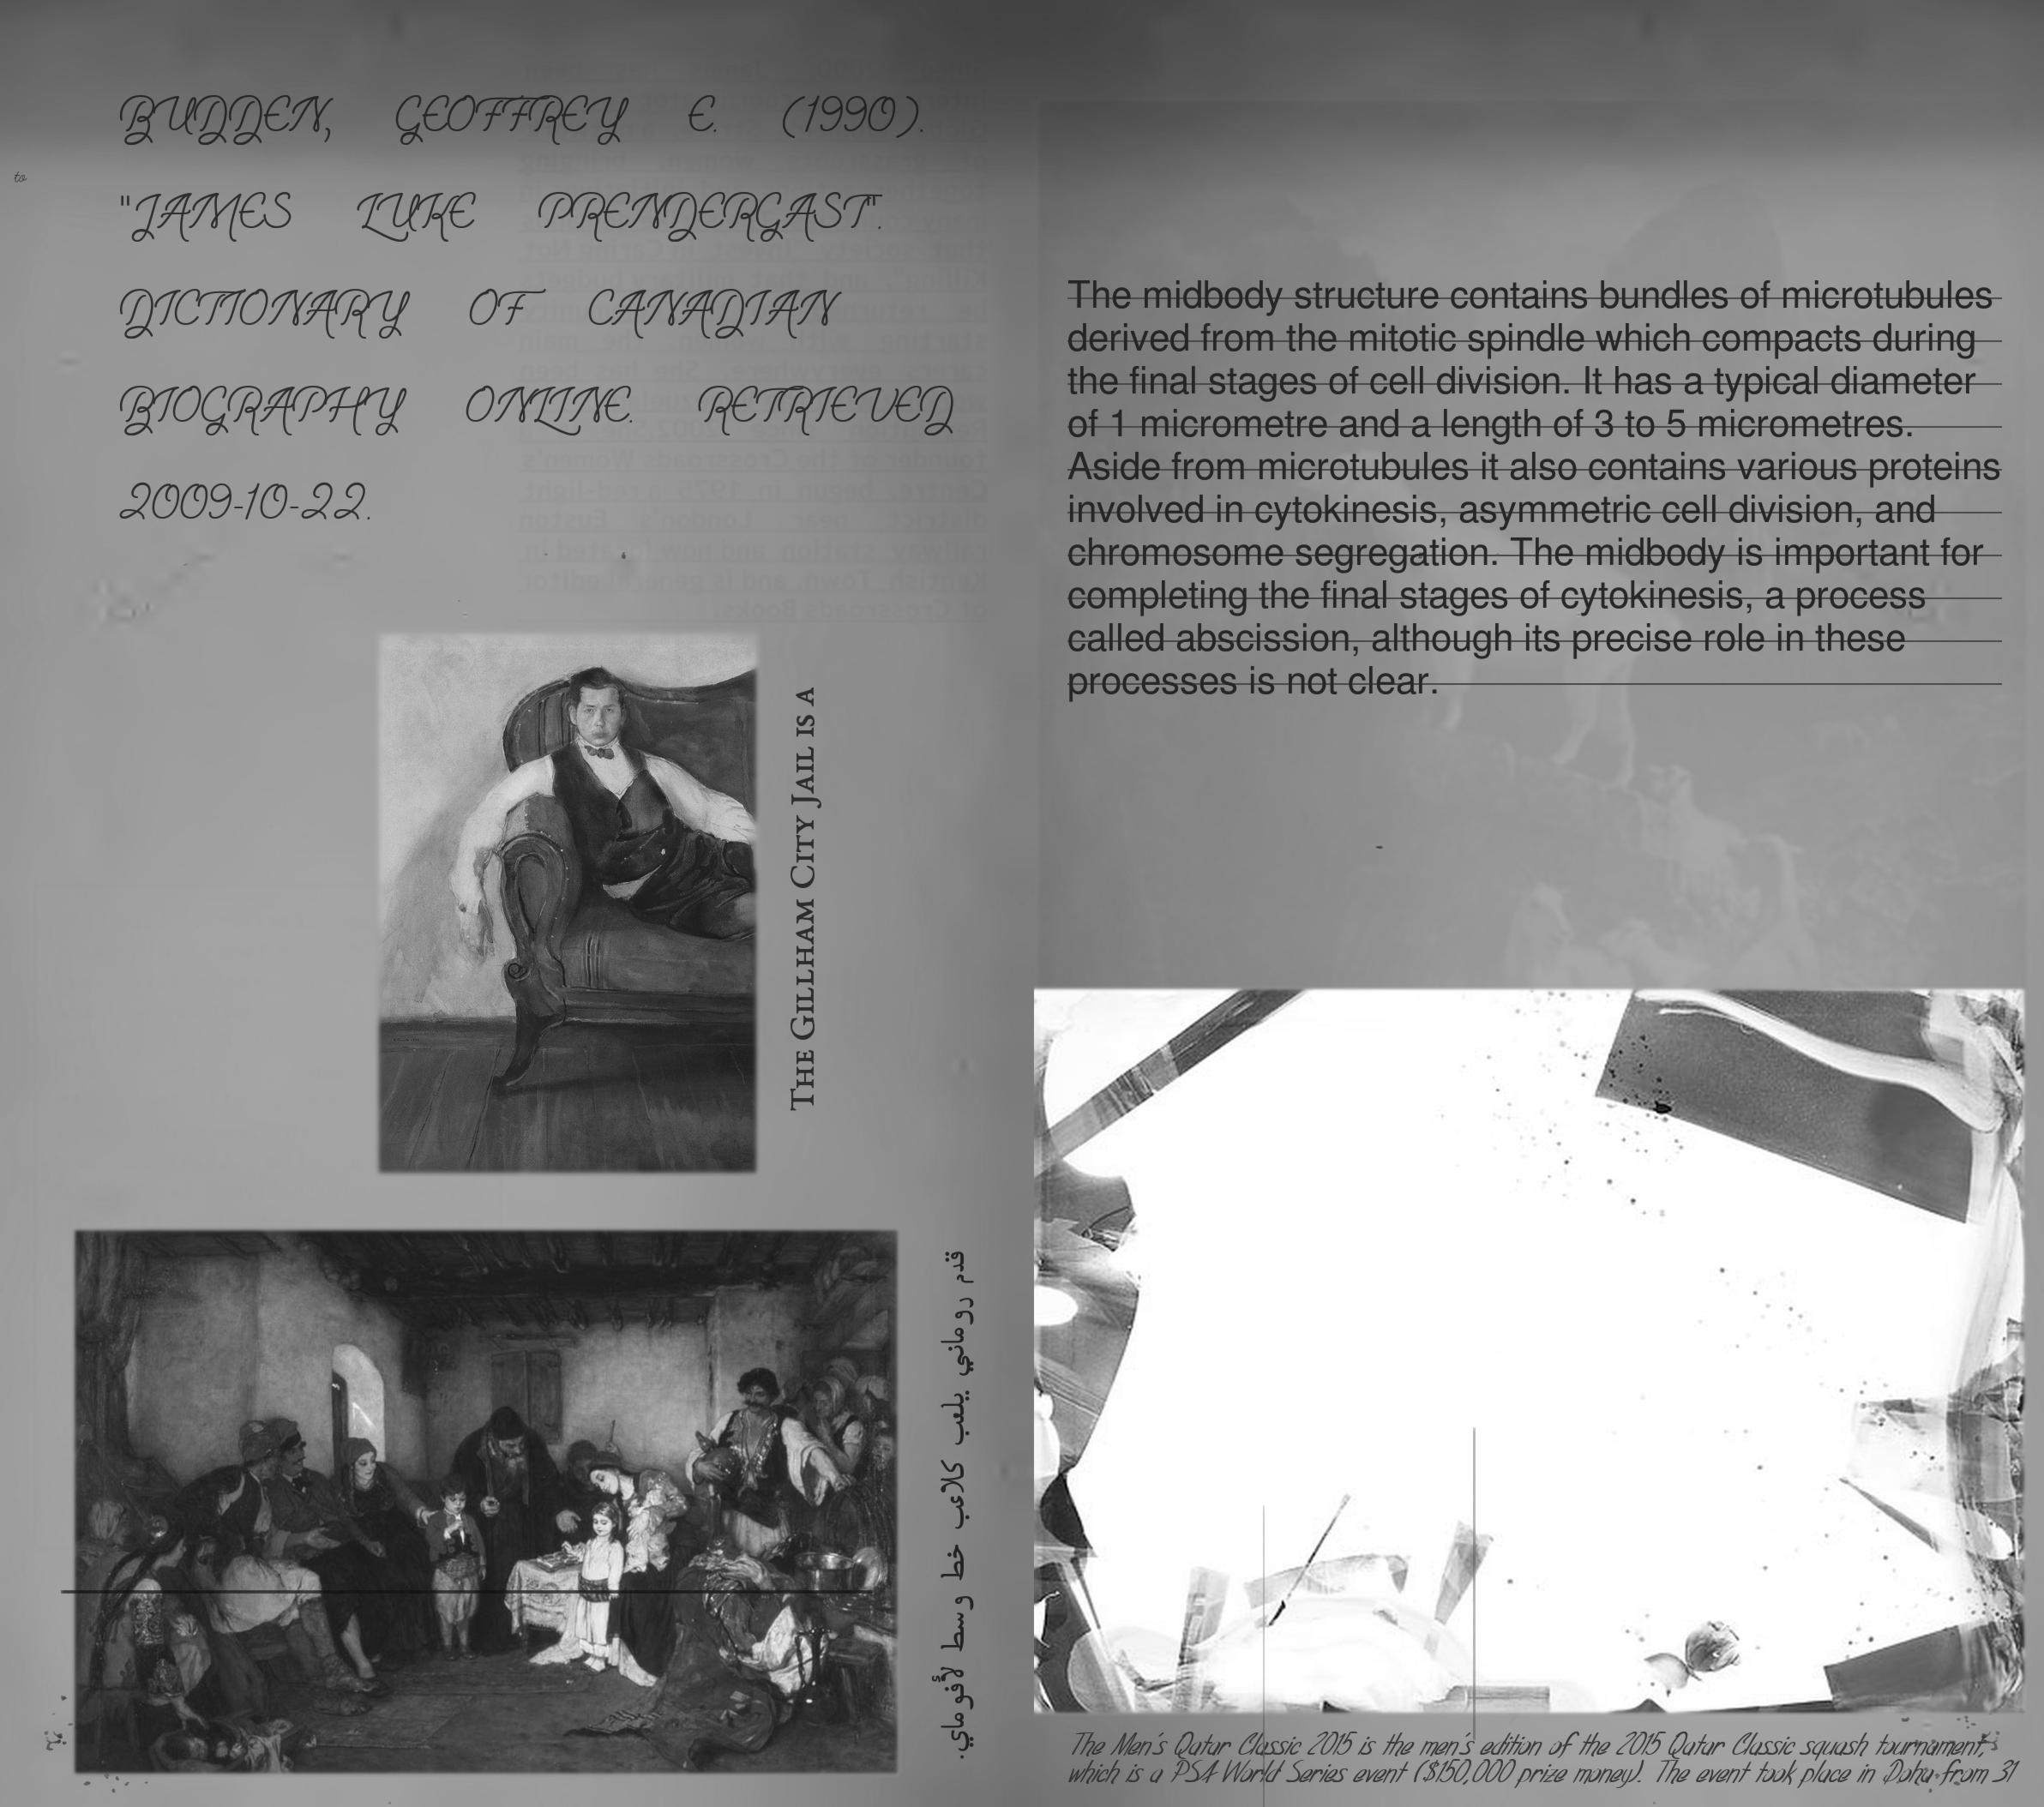 BUDDEN, GEOFFREY E. (1990).
"JAMES LUKE PRENDERGAST".
DICTIONARY OF CANADIAN
BIOGRAPHY ONLINE. RETRIEVED
2009-10-22.
to
THE GILLHAM CITY JAIL IS A
قدم روماني يلعب كلاعب خط وسط لأفوماي.
The midbody structure contains bundles of microtubules
derived from the mitotic spindle which compacts during
the final stages of cell division. It has a typical diameter
of 1 micrometre and a length of 3 to 5 micrometres.
Aside from microtubules it also contains various proteins
involved in cytokinesis, asymmetric cell division, and
chromosome segregation. The midbody is important for
completing the final stages of cytokinesis, a process
called abscission, although its precise role in these
processes is not clear.
The Men's Qatar Classic 2015 is the men's edition of the 2015 Qatar Classic squash tournament,
which is a PSA World Series event ($150,000 prize money). The event took place in Doha from 31